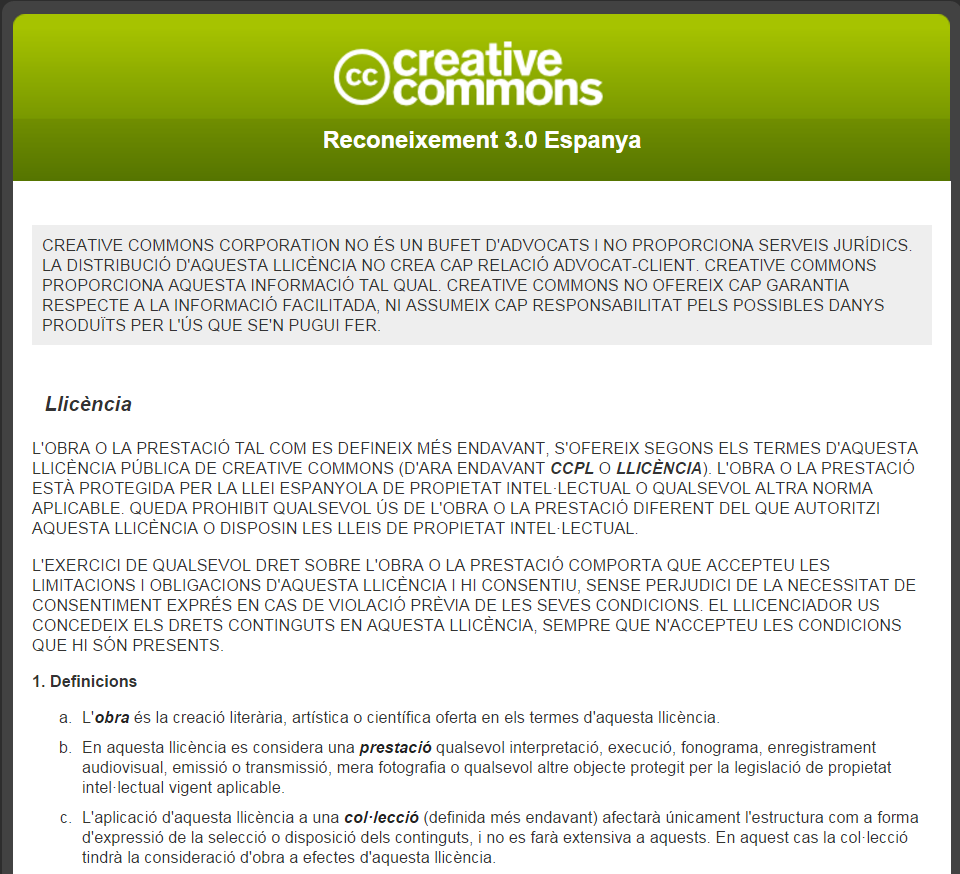 cc creative
commons
Reconeixement 3.0 Espanya
CREATIVE COMMONS CORPORATION NO ÉS UN BUFET D'ADVOCATS I NO PROPORCIONA SERVEIS JURÍDICS.
LA DISTRIBUCIÓ D'AQUESTA LLICÈNCIA NO CREA CAP RELACIÓ ADVOCAT-CLIENT. CREATIVE COMMONS
PROPORCIONA AQUESTA INFORMACIÓ TAL QUAL. CREATIVE COMMONS NO OFEREIX CAP GARANTIA
RESPECTE A LA INFORMACIÓ FACILITADA, NI ASSUMEIX CAP RESPONSABILITAT PELS POSSIBLES DANYS
PRODUÏTS PER L'ÚS QUE SE'N PUGUI FER.
Llicència
L'OBRA O LA PRESTACIÓ TAL COM ES DEFINEIX MÉS ENDAVANT, S'OFEREIX SEGONS ELS TERMES D'AQUESTA
LLICÈNCIA PÚBLICA DE CREATIVE COMMONS (D'ARA ENDAVANT CCPL O LLICÈNCIA). L'OBRA O LA PRESTACIÓ
ESTÀ PROTEGIDA PER LA LLEI ESPANYOLA DE PROPIETAT INTEL·LECTUAL O QUALSEVOL ALTRA NORMA
APLICABLE. QUEDA PROHIBIT QUALSEVOL ÚS DE L'OBRA O LA PRESTACIÓ DIFERENT DEL QUE AUTORITZI
AQUESTA LLICÈNCIA O DISPOSIN LES LLEIS DE PROPIETAT INTEL·LECTUAL.
L'EXERCICI DE QUALSEVOL DRET SOBRE L'OBRA O LA PRESTACIÓ COMPORTA QUE ACCEPTEU LES
LIMITACIONS I OBLIGACIONS D'AQUESTA LLICÈNCIA I HI CONSENTIU, SENSE PERJUDICI DE LA NECESSITAT DE
CONSENTIMENT EXPRÉS EN CAS DE VIOLACIÓ PRÈVIA DE LES SEVES CONDICIONS. EL LLICENCIADOR US
CONCEDEIX ELS DRETS CONTINGUTS EN AQUESTA LLICÈNCIA, SEMPRE QUE N'ACCEPTEU LES CONDICIONS
QUE HI SÓN PRESENTS.
1. Definicions
a. L'obra és la creació literària, artística o científica oferta en els termes d'aquesta llicència.
b. En aquesta llicència es considera una prestació qualsevol interpretació, execució, fonograma, enregistrament
audiovisual, emissió o transmissió, mera fotografia o qualsevol altre objecte protegit per la legislació de propietat
intel·lectual vigent aplicable.
c. L'aplicació d'aquesta llicència a una col·lecció (definida més endavant) afectarà únicament l'estructura com a forma
d'expressió de la selecció o disposició dels continguts, i no es farà extensiva a aquests. En aquest cas la col·lecció
tindrà la consideració d'obra a efectes d'aquesta llicència.